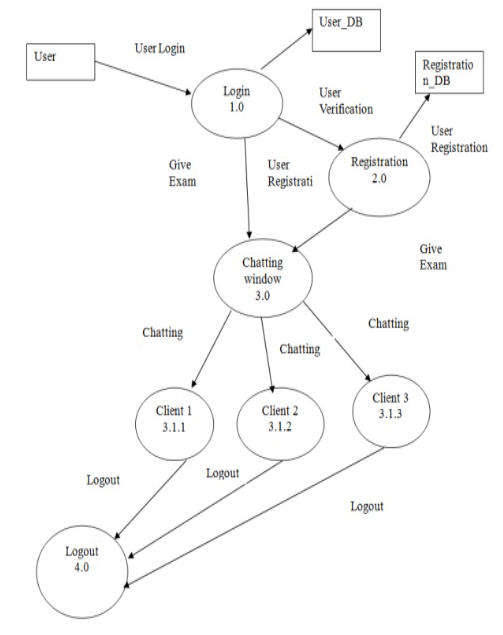 User_DB
User
User Login
Registratio
n_DB
Login
1.0
User
Verification
User
Registration
Give
Exam
User
Registrati
Registration
2.0
Give
Exam
Chatting
window
3.0
Chatting
Chatting
Chatting
Client 1
3.1.1
Client 2
3.1.2
Client 3
3.1.3
Logout
Logout
Logout
Logout
4.0